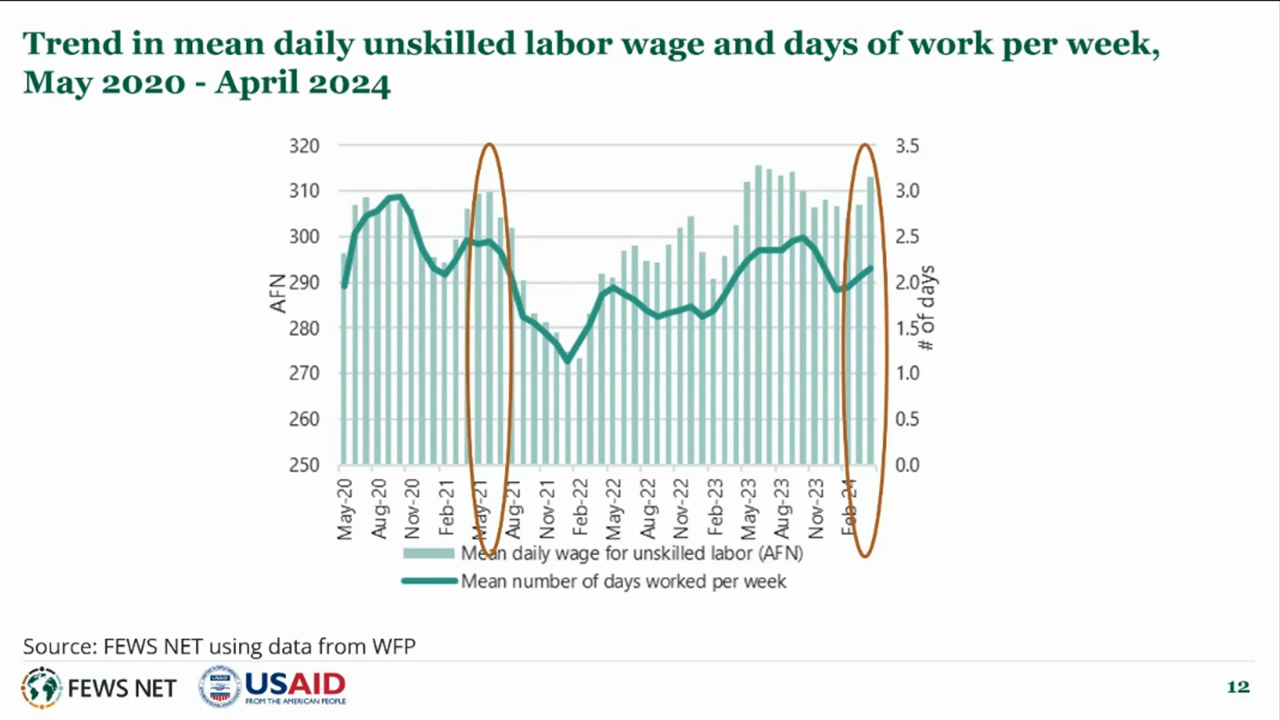 Trend in mean daily unskilled labor wage and days of work per week,
May 2020 - April 2024
320
310
300
290
280
270
260
250
AFN
3.5
3.0
2.5
2.0
1.5
1.0
0.5
0.0
# of days
May-20
Aug-20
Nov-20
Feb-21
May-21
Aug-21
Nov-21
Feb-22
May-22
Aug-22
Nov-22
Feb-23
May-23
Aug-23
Nov-23
Feb-24
Mean daily wage for unskilled labor (AFN)
Mean number of days worked per week
Source: FEWS NET using data from WFP
FEWS NET
USAID
FROM THE AMERICAN PEOPLE
12